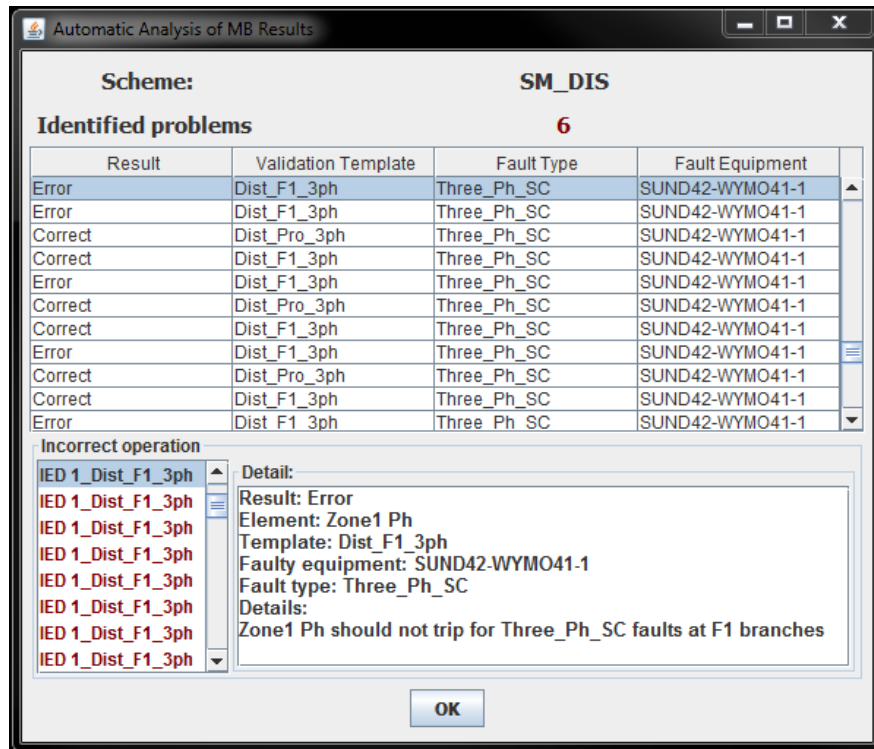 Automatic Analysis of MB Results
Scheme: SM_DIS
Identified problems 6
Result Validation Template Fault Type Fault Equipment
Error Dist_F1_3ph Three_Ph_SC SUND42-WYMO41-1
Error Dist_F1_3ph Three_Ph_SC SUND42-WYMO41-1
Correct Dist_Pro_3ph Three_Ph_SC SUND42-WYMO41-1
Correct Dist_F1_3ph Three_Ph_SC SUND42-WYMO41-1
Error Dist_F1_3ph Three_Ph_SC SUND42-WYMO41-1
Correct Dist_Pro_3ph Three_Ph_SC SUND42-WYMO41-1
Correct Dist_F1_3ph Three_Ph_SC SUND42-WYMO41-1
Error Dist_F1_3ph Three_Ph_SC SUND42-WYMO41-1
Correct Dist_Pro_3ph Three_Ph_SC SUND42-WYMO41-1
Correct Dist_F1_3ph Three_Ph_SC SUND42-WYMO41-1
Error Dist_F1_3ph Three_Ph_SC SUND42-WYMO41-1
Incorrect operation
IED 1_Dist_F1_3ph
IED 1_Dist_F1_3ph
IED 1_Dist_F1_3ph
IED 1_Dist_F1_3ph
IED 1_Dist_F1_3ph
IED 1_Dist_F1_3ph
IED 1_Dist_F1_3ph
IED 1_Dist_F1_3ph
Detail:
Result: Error
Element: Zone1 Ph
Template: Dist_F1_3ph
Faulty equipment: SUND42-WYMO41-1
Fault type: Three_Ph_SC
Details:
Zone1 Ph should not trip for Three_Ph_SC faults at F1 branches
OK